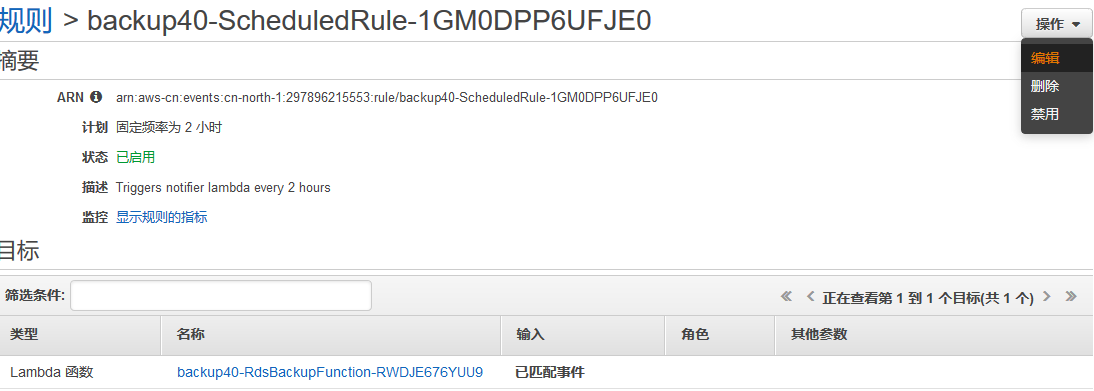 规则 > backup40-ScheduledRule-1GM0DPP6UFJE0
操作
编辑
删除
禁用
摘要
ARN arn:aws-cn:events:cn-north-1:297896215553:rule/backup40-ScheduledRule-1GM0DPP6UFJE0
计划 固定频率为 2 小时
状态 已启用
描述 Triggers notifier lambda every 2 hours
监控 显示规则的指标
目标
筛选条件: 正在查看第 1 到 1 个目标(共 1 个)
类型 名称 输入 角色 其他参数
Lambda 函数 backup40-RdsBackupFunction-RWDJE676YUU9 已匹配事件